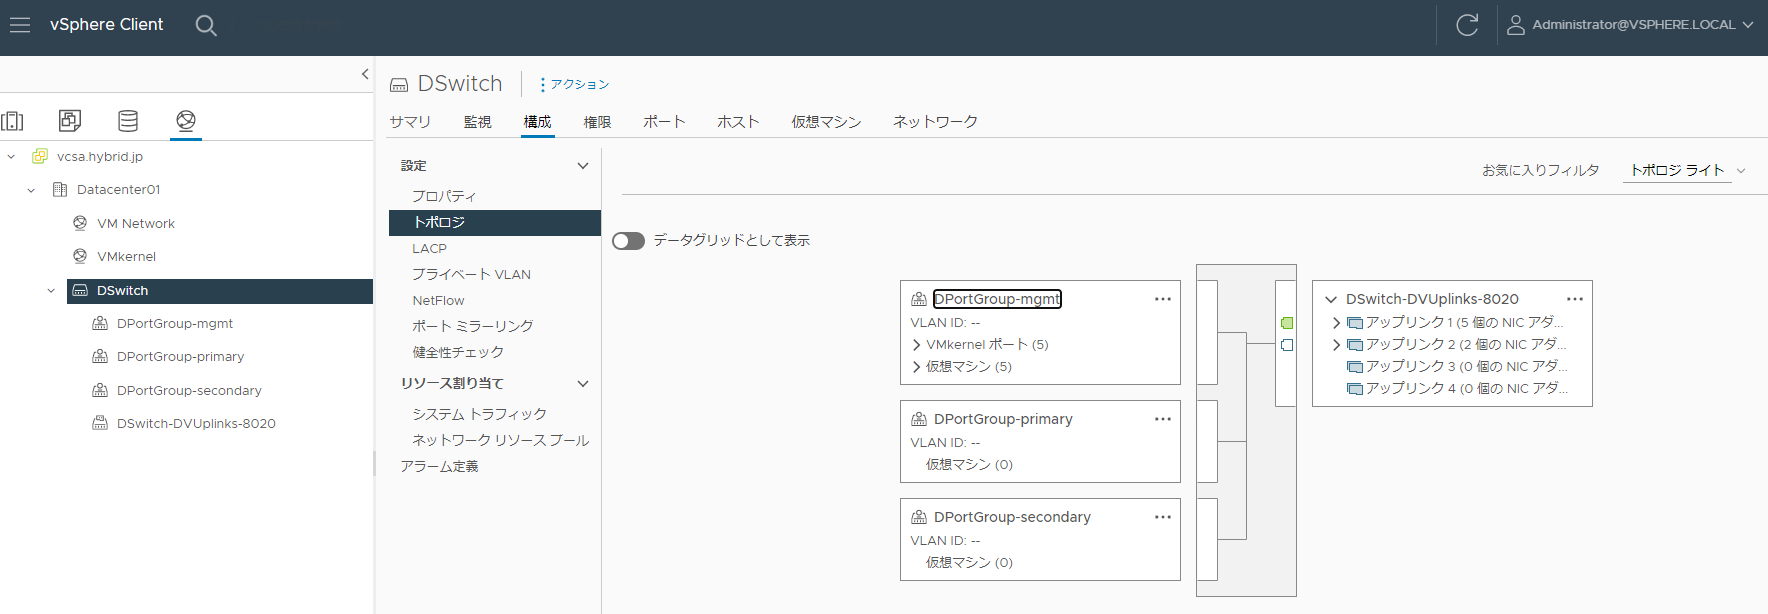 vSphere Client
Administrator@VSPHERE.LOCAL
vcsa.hybrid.jp
Datacenter01
VM Network
VMkernel
DSwitch
DPortGroup-mgmt
DPortGroup-primary
DPortGroup-secondary
DSwitch-DVUplinks-8020
DSwitch
アクション
サマリ 監視 構成 権限 ポート ホスト 仮想マシン ネットワーク
設定
プロパティ
トポロジ
LACP
プライベート VLAN
NetFlow
ポート ミラーリング
健全性チェック
リソース割り当て
システム トラフィック
ネットワーク リソース プール
アラーム定義
お気に入りフィルタ トポロジ ライト
データグリッドとして表示
DPortGroup-mgmt
VLAN ID: --
VMkernel ポート (5)
仮想マシン (5)
DPortGroup-primary
VLAN ID: --
仮想マシン (0)
DPortGroup-secondary
VLAN ID: --
仮想マシン (0)
DSwitch-DVUplinks-8020
アップリンク 1 (5 個の NIC アダ...
アップリンク 2 (2 個の NIC アダ...
アップリンク 3 (0 個の NIC アダ...
アップリンク 4 (0 個の NIC アダ...